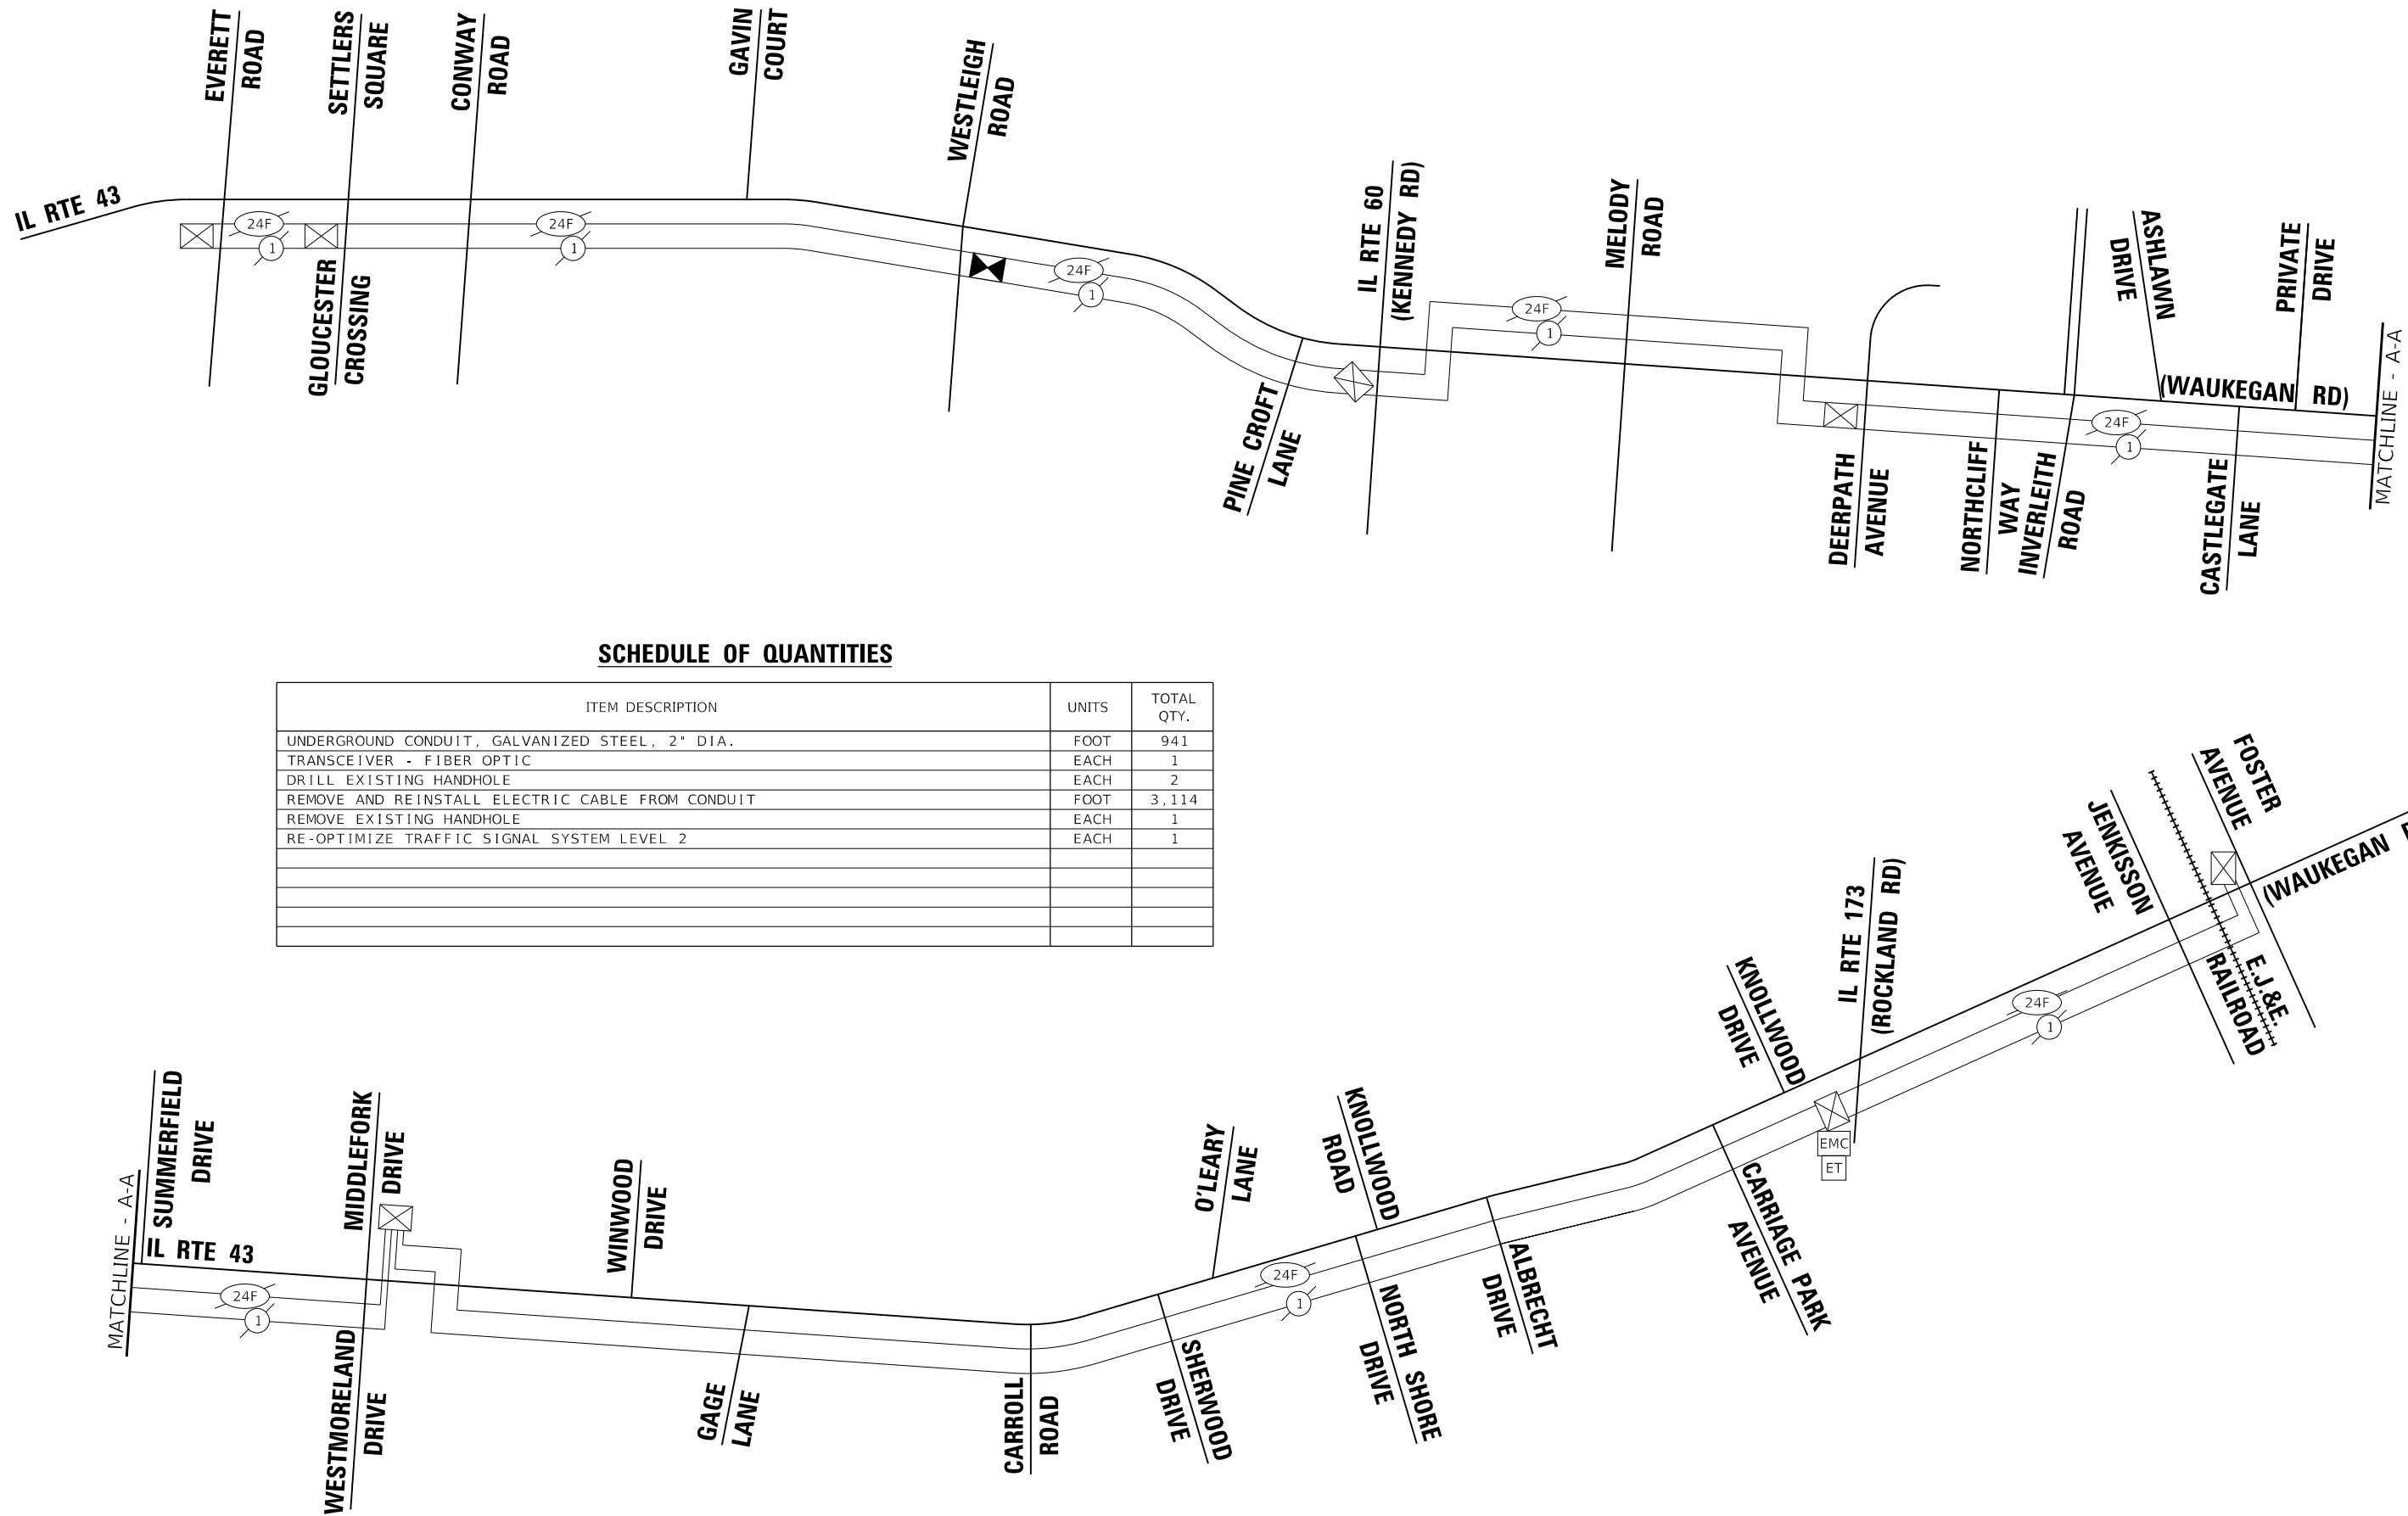 EVERETT
ROAD
SETTLERS
SQUARE
CONWAY
ROAD
GAVIN
COURT
WESTLEIGH
ROAD
IL RTE 43
24F
1
24F
1
GLOUCESTER
CROSSING
24F
1
IL RTE 60
(KENNEDY RD)
PINE CROFT
LANE
24F
1
MELODY
ROAD
DEERPATH
AVENUE
NORTHCLIFF
WAY
INVERLEITH
ROAD
ASHLAWN
DRIVE
PRIVATE
DRIVE
(WAUKEGAN RD)
24F
1
CASTLEGATE
LANE
MATCHLINE - A-A
SCHEDULE OF QUANTITIES
ITEM DESCRIPTION UNITS TOTAL QTY.
UNDERGROUND CONDUIT, GALVANIZED STEEL, 2" DIA. FOOT 941
TRANSCEIVER - FIBER OPTIC EACH 1
DRILL EXISTING HANDHOLE EACH 2
REMOVE AND REINSTALL ELECTRIC CABLE FROM CONDUIT FOOT 3,114
REMOVE EXISTING HANDHOLE EACH 1
RE-OPTIMIZE TRAFFIC SIGNAL SYSTEM LEVEL 2 EACH 1
MATCHLINE - A-A
SUMMERFIELD
DRIVE
IL RTE 43
24F
1
MIDDLEFORK
DRIVE
WESTMORELAND
DRIVE
WINWOOD
DRIVE
GAGE
LANE
CARROLL
ROAD
SHERWOOD
DRIVE
O'LEARY
LANE
24F
1
KNOLLWOOD
ROAD
NORTH SHORE
DRIVE
ALBRECHT
DRIVE
KNOLLWOOD
DRIVE
CARRIAGE PARK
AVENUE
IL RTE 173
(ROCKLAND RD)
EMC
ET
24F
1
JENKISSON
AVENUE
E.J.&E.
RAILROAD
FOSTER
AVENUE
(WAUKEGAN